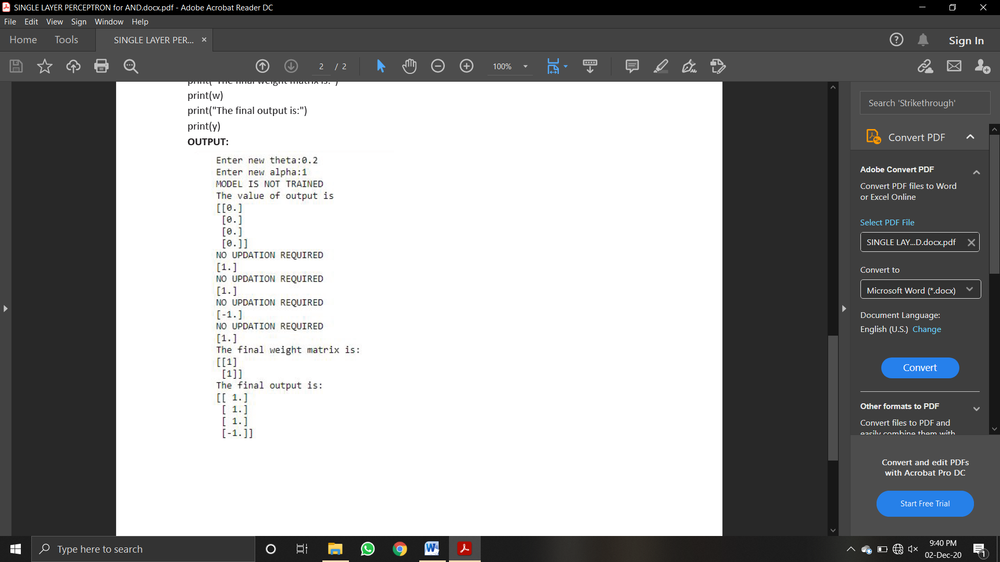 SINGLE LAYER PERCEPTRON for AND.docx.pdf - Adobe Acrobat Reader DC
File Edit View Sign Window Help
Home Tools SINGLE LAYER PER... ×
Sign In
2 / 2
100%
print("The final weight matrix is:")
print(w)
print("The final output is:")
print(y)
OUTPUT:
Enter new theta:0.2
Enter new alpha:1
MODEL IS NOT TRAINED
The value of output is
[[0.]
[0.]
[0.]
[0.]]
NO UPDATION REQUIRED
[1.]
NO UPDATION REQUIRED
[1.]
NO UPDATION REQUIRED
[-1.]
NO UPDATION REQUIRED
[1.]
The final weight matrix is:
[[1]
[1]]
The final output is:
[[ 1.]
[ 1.]
[ 1.]
[-1.]]
Search 'Strikethrough'
Convert PDF
Adobe Convert PDF
Convert PDF files to Word
or Excel Online
Select PDF File
SINGLE LAY...D.docx.pdf
Convert to
Microsoft Word (*.docx)
Document Language:
English (U.S.) Change
Convert
Other formats to PDF
Convert files to PDF and
easily combine them with
Convert and edit PDFs
with Acrobat Pro DC
Start Free Trial
Type here to search
9:40 PM
02-Dec-20
1